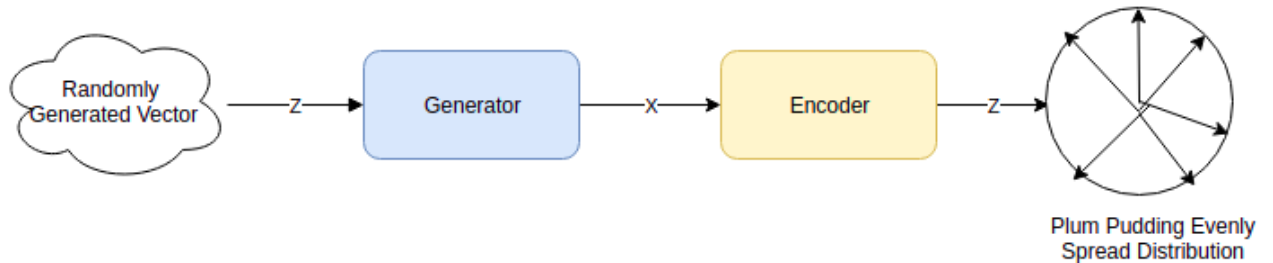 Randomly
Generated Vector
Z
Generator
X
Encoder
Z
Plum Pudding Evenly
Spread Distribution